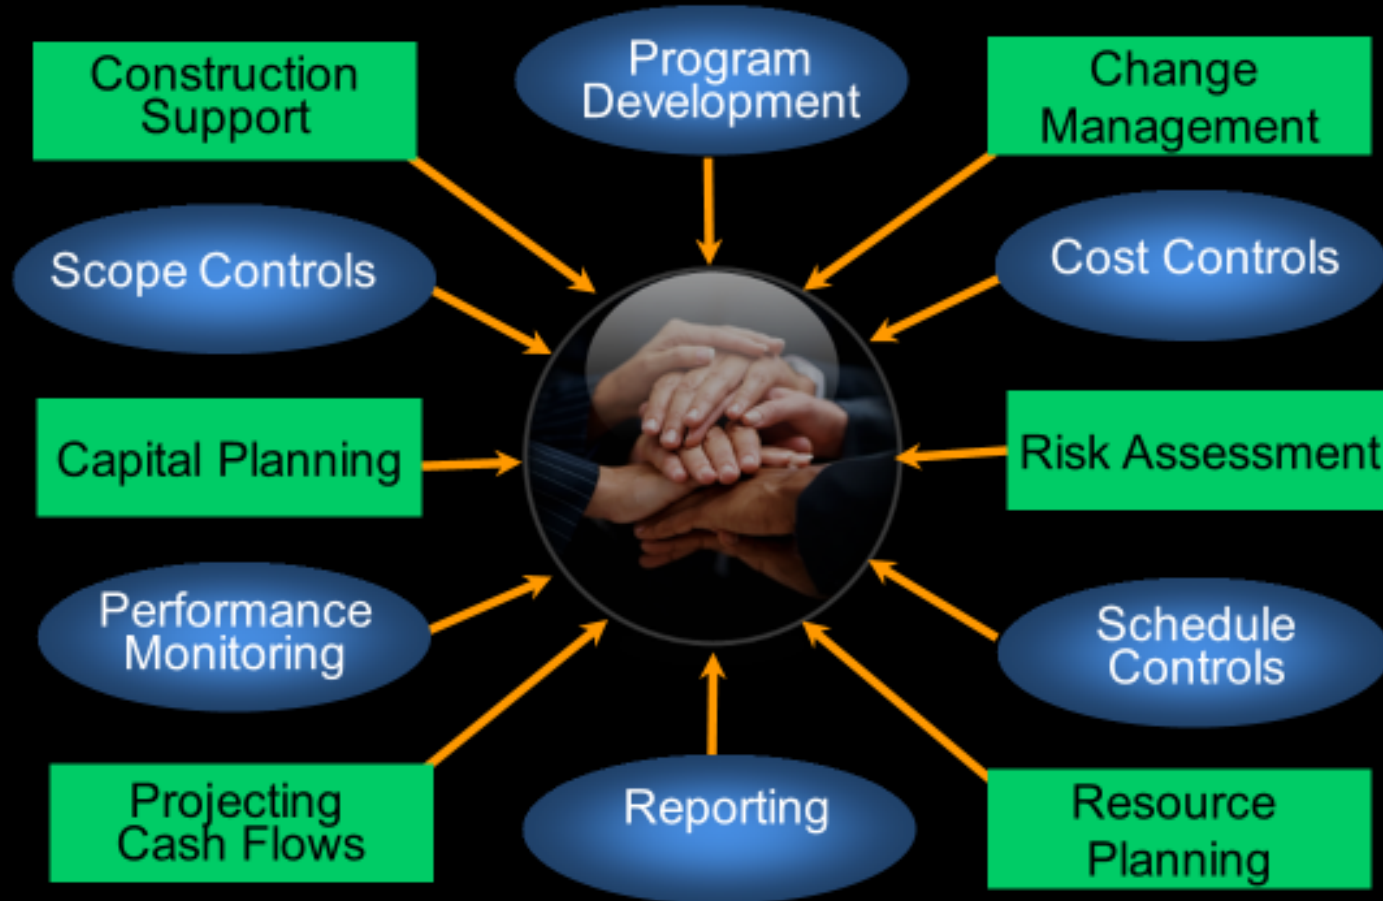 Construction
Support
Program
Development
Change
Management
Scope Controls
Cost Controls
Capital Planning
Risk Assessment
Performance
Monitoring
Schedule
Controls
Projecting
Cash Flows
Reporting
Resource
Planning